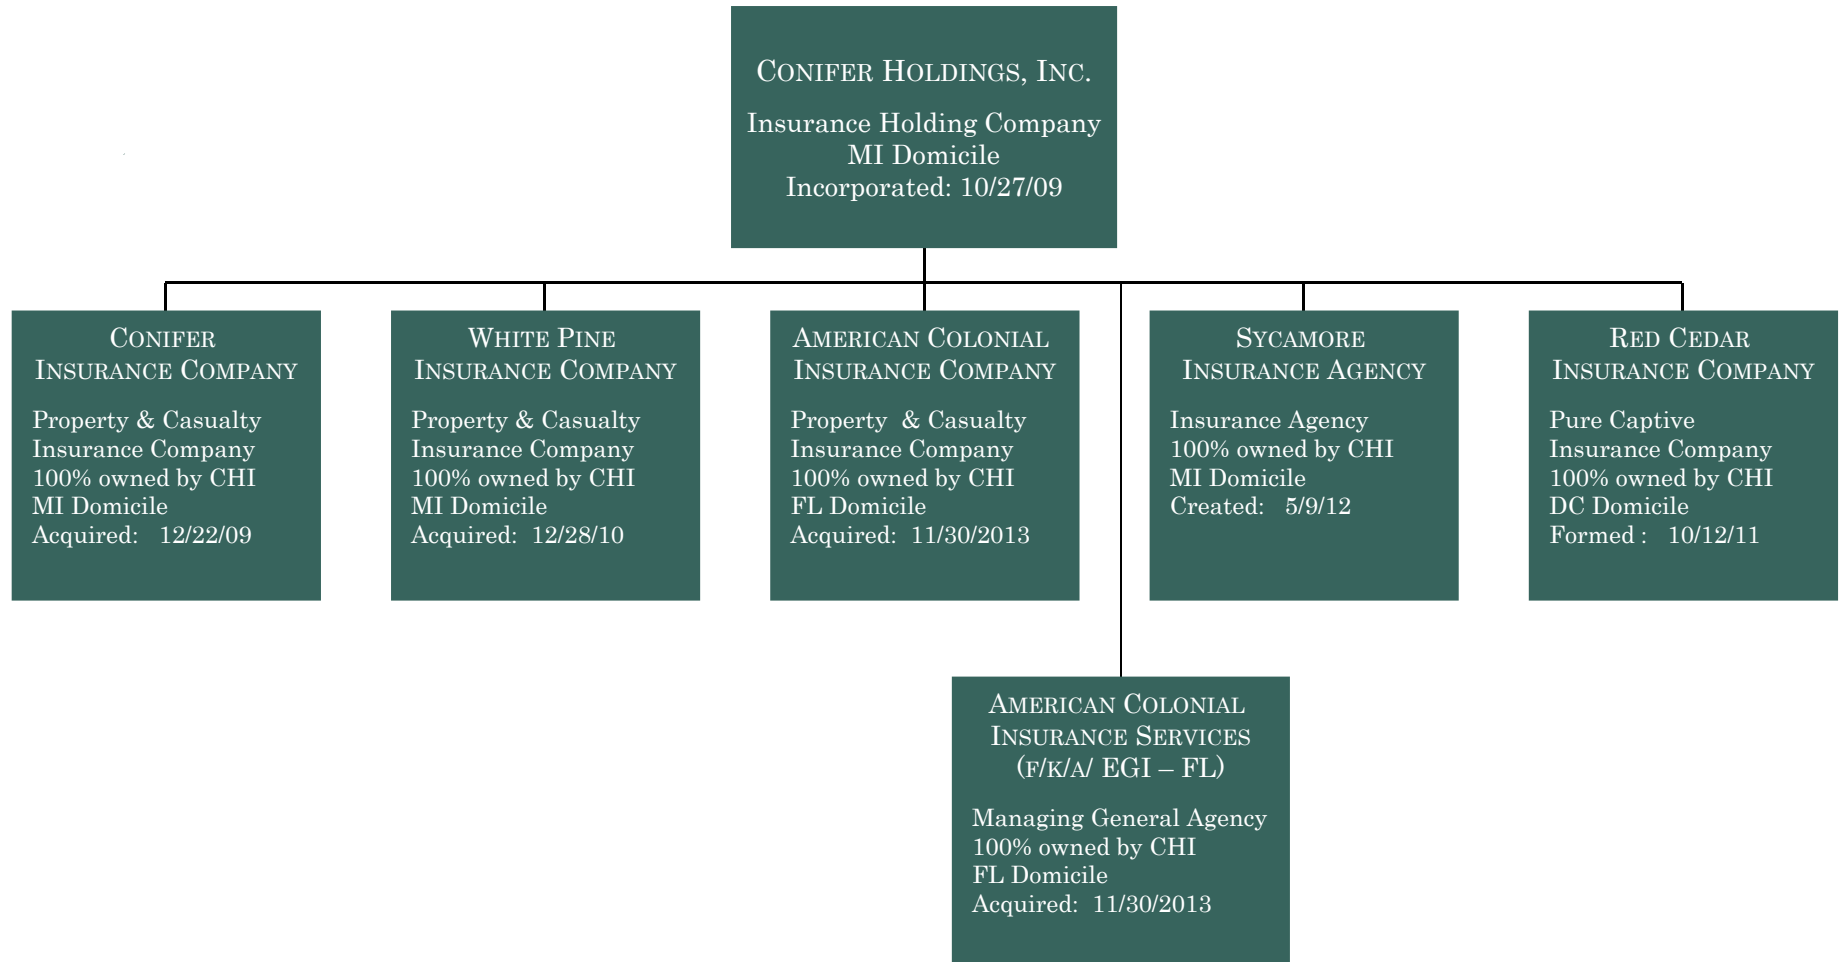 CONIFER HOLDINGS, INC.
Insurance Holding Company
MI Domicile
Incorporated: 10/27/09
CONIFER
INSURANCE COMPANY
Property & Casualty
Insurance Company
100% owned by CHI
MI Domicile
Acquired: 12/22/09
WHITE PINE
INSURANCE COMPANY
Property & Casualty
Insurance Company
100% owned by CHI
MI Domicile
Acquired: 12/28/10
AMERICAN COLONIAL
INSURANCE COMPANY
Property & Casualty
Insurance Company
100% owned by CHI
FL Domicile
Acquired: 11/30/2013
SYCAMORE
INSURANCE AGENCY
Insurance Agency
100% owned by CHI
MI Domicile
Created: 5/9/12
RED CEDAR
INSURANCE COMPANY
Pure Captive
Insurance Company
100% owned by CHI
DC Domicile
Formed : 10/12/11
AMERICAN COLONIAL
INSURANCE SERVICES
(F/K/A/ EGI – FL)
Managing General Agency
100% owned by CHI
FL Domicile
Acquired: 11/30/2013